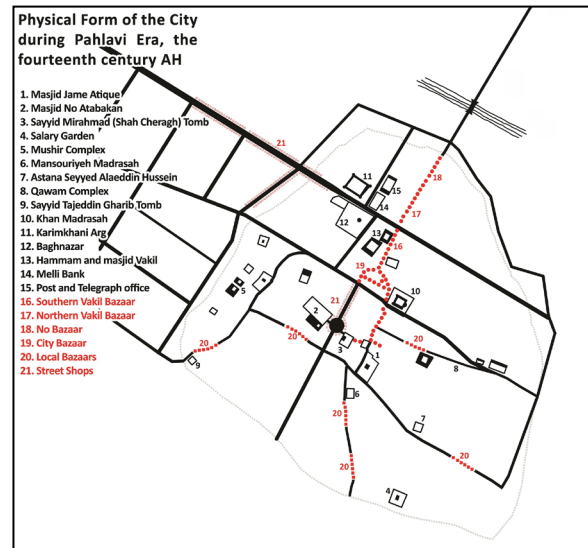 Physical Form of the City
during Pahlavi Era, the
fourteenth century AH
1. Masjid Jame Atique
2. Masjid No Atabakan
3. Sayyid Mirahmad (Shah Cheragh) Tomb
4. Salary Garden
5. Mushir Complex
6. Mansouriyeh Madrasah
7. Astana Seyyed Alaeddin Hussein
8. Qawam Complex
9. Sayyid Tajeddin Gharib Tomb
10. Khan Madrasah
11. Karimkhani Arg
12. Baghnazar
13. Hammam and masjid Vakil
14. Melli Bank
15. Post and Telegraph office
16. Southern Vakil Bazaar
17. Northern Vakil Bazaar
18. No Bazaar
19. City Bazaar
20. Local Bazaars
21. Street Shops
21
11
15
18
14
17
12
13
16
19
5
21
10
2
20
20
3
1
20
9
20
8
6
20
7
20
20
4